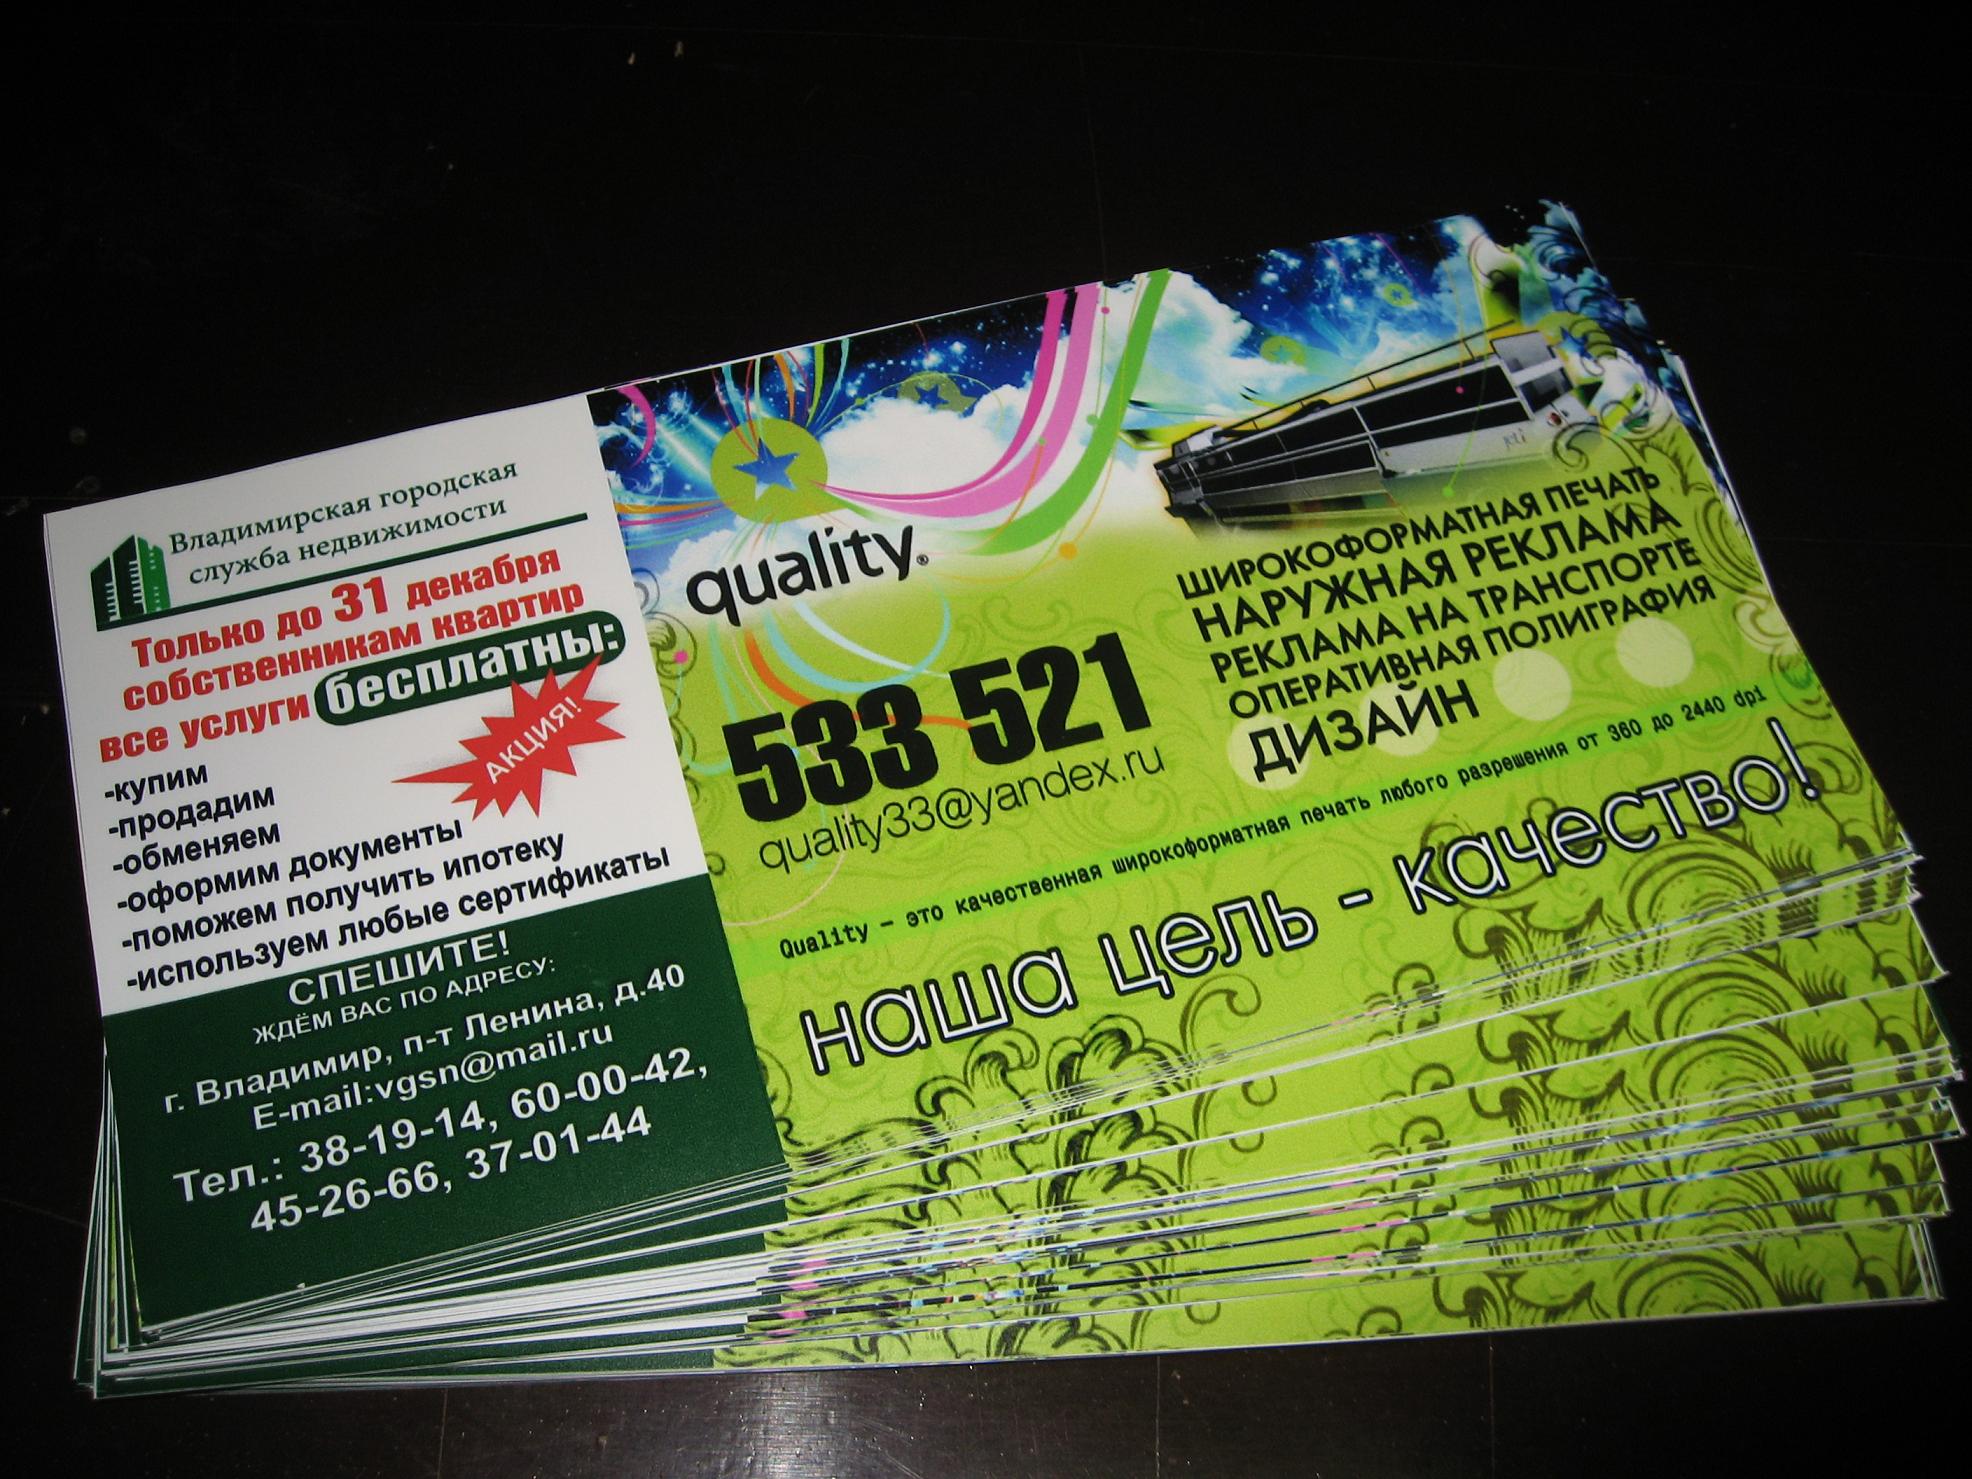 Владимирская городская
служба недвижимости
Только до 31 декабря
собственникам квартир
все услуги бесплатны:
АКЦИЯ!
-купим
-продадим
-обменяем
-оформим документы
-поможем получить ипотеку
-используем любые сертификаты
СПЕШИТЕ!
ЖДЁМ ВАС ПО АДРЕСУ:
г. Владимир, п-т Ленина, д.40
E-mail:vgsn@mail.ru
Тел.: 38-19-14, 60-00-42,
45-26-66, 37-01-44
quality®
533 521
quality33@yandex.ru
jeti
ШИРОКОФОРМАТНАЯ ПЕЧАТЬ
НАРУЖНАЯ РЕКЛАМА
РЕКЛАМА НА ТРАНСПОРТЕ
ОПЕРАТИВНАЯ ПОЛИГРАФИЯ
ДИЗАЙН
Quality – это качественная широкоформатная печать любого разрешения от 360 до 2440 dpi
наша цель - качество!